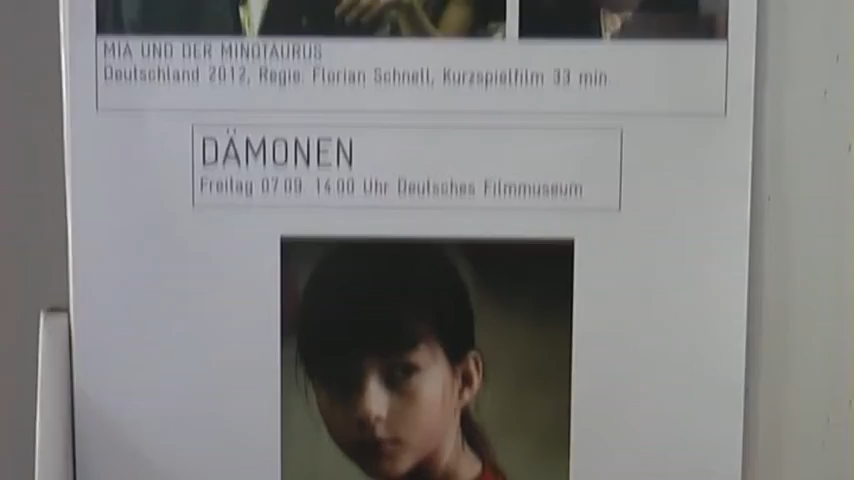 MIA UND DER MINOTAURUS
Deutschland 2012, Regie: Florian Schnell, Kurzspielfilm 33 min.
DÄMONEN
Freitag 07.09. 14.00 Uhr Deutsches Filmmuseum